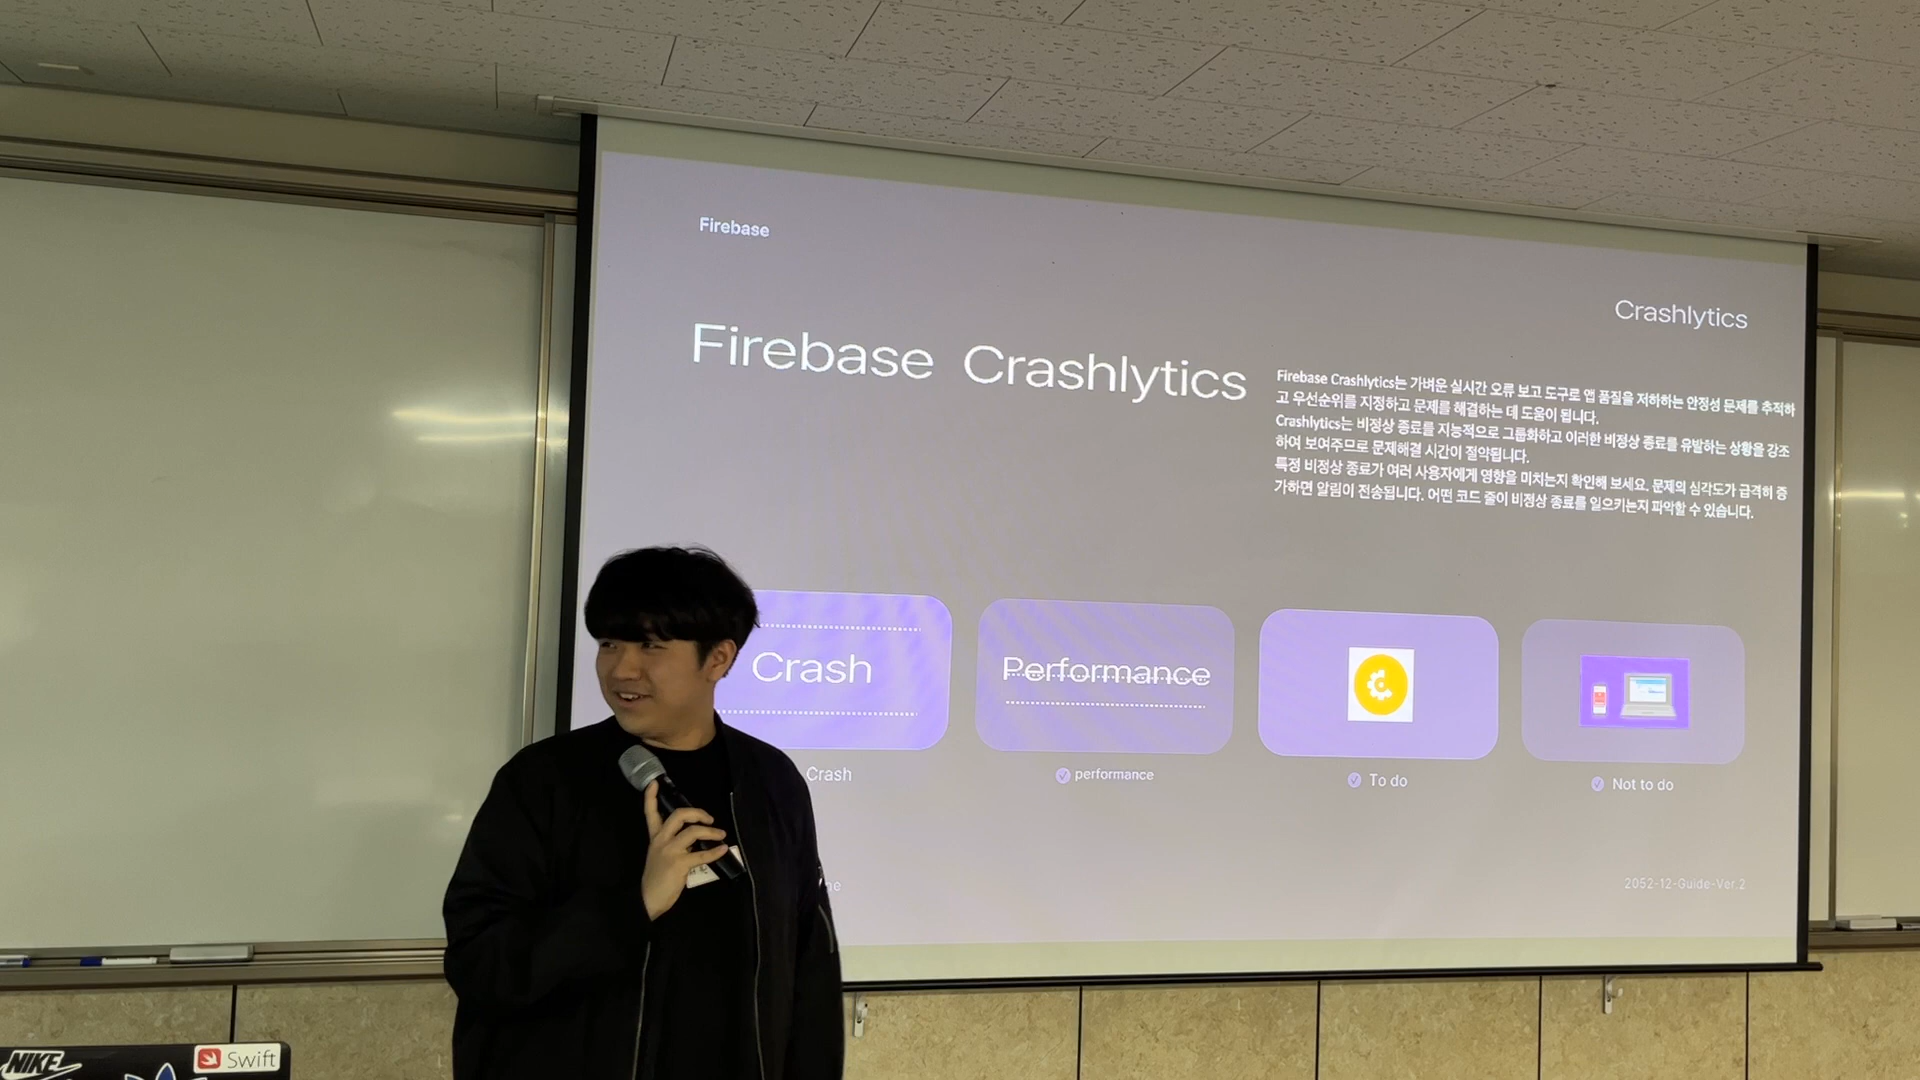 Firebase
Crashlytics
Firebase Crashlytics
Firebase Crashlytics는 가벼운 실시간 오류 보고 도구로 앱 품질을 저하하는 안정성 문제를 추적하
고 우선순위를 지정하고 문제를 해결하는 데 도움이 됩니다.
Crashlytics는 비정상 종료를 지능적으로 그룹화하고 이러한 비정상 종료를 유발하는 상황을 강조
하여 보여주므로 문제해결 시간이 절약됩니다.
특정 비정상 종료가 여러 사용자에게 영향을 미치는지 확인해 보세요. 문제의 심각도가 급격히 증
가하면 알림이 전송됩니다. 어떤 코드 줄이 비정상 종료를 일으키는지 파악할 수 있습니다.
Crash
Performance
Crash
performance
To do
Not to do
2052-12-Guide-Ver.2
NIKE
Swift